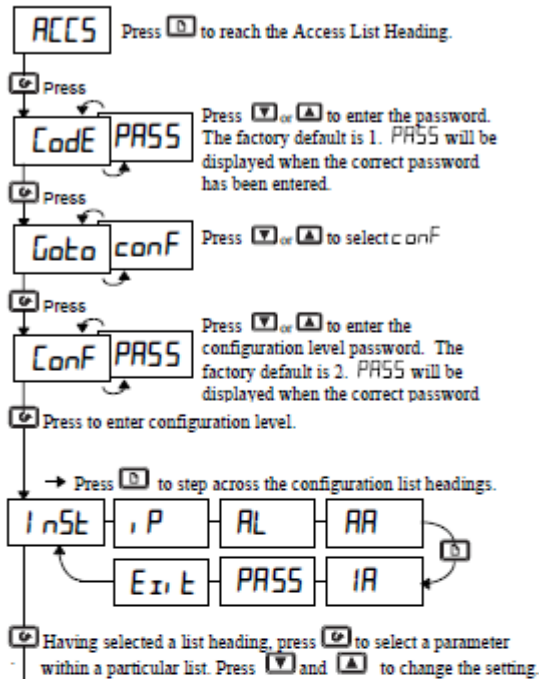 ACCS
Press to reach the Access List Heading.
Press
CodE PASS
Press or to enter the password.
The factory default is 1. PASS will be
displayed when the correct password
has been entered.
Press
Goto conF
Press or to select conF
Press
ConF PASS
Press or to enter the
configuration level password. The
factory default is 2. PASS will be
displayed when the correct password
Press to enter configuration level.
→ Press to step across the configuration list headings.
InSt iP AL AA
Exit PASS 1A
Having selected a list heading, press to select a parameter
within a particular list. Press and to change the setting.